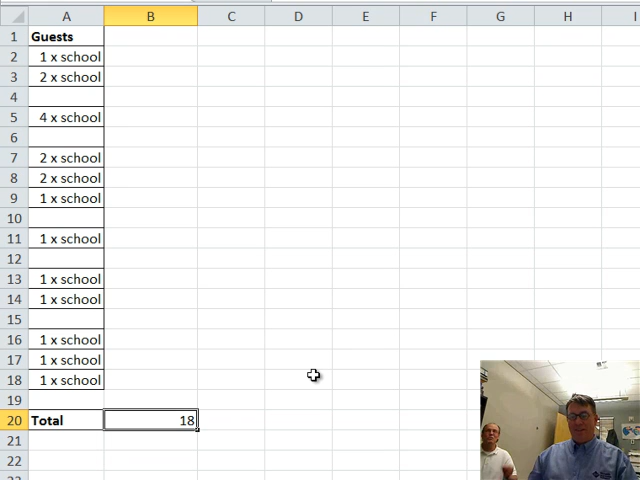 A B C D E F G H I
1 Guests
2 1 x school
3 2 x school
4
5 4 x school
6
7 2 x school
8 2 x school
9 1 x school
10
11 1 x school
12
13 1 x school
14 1 x school
15
16 1 x school
17 1 x school
18 1 x school
19
20 Total 18
21
22